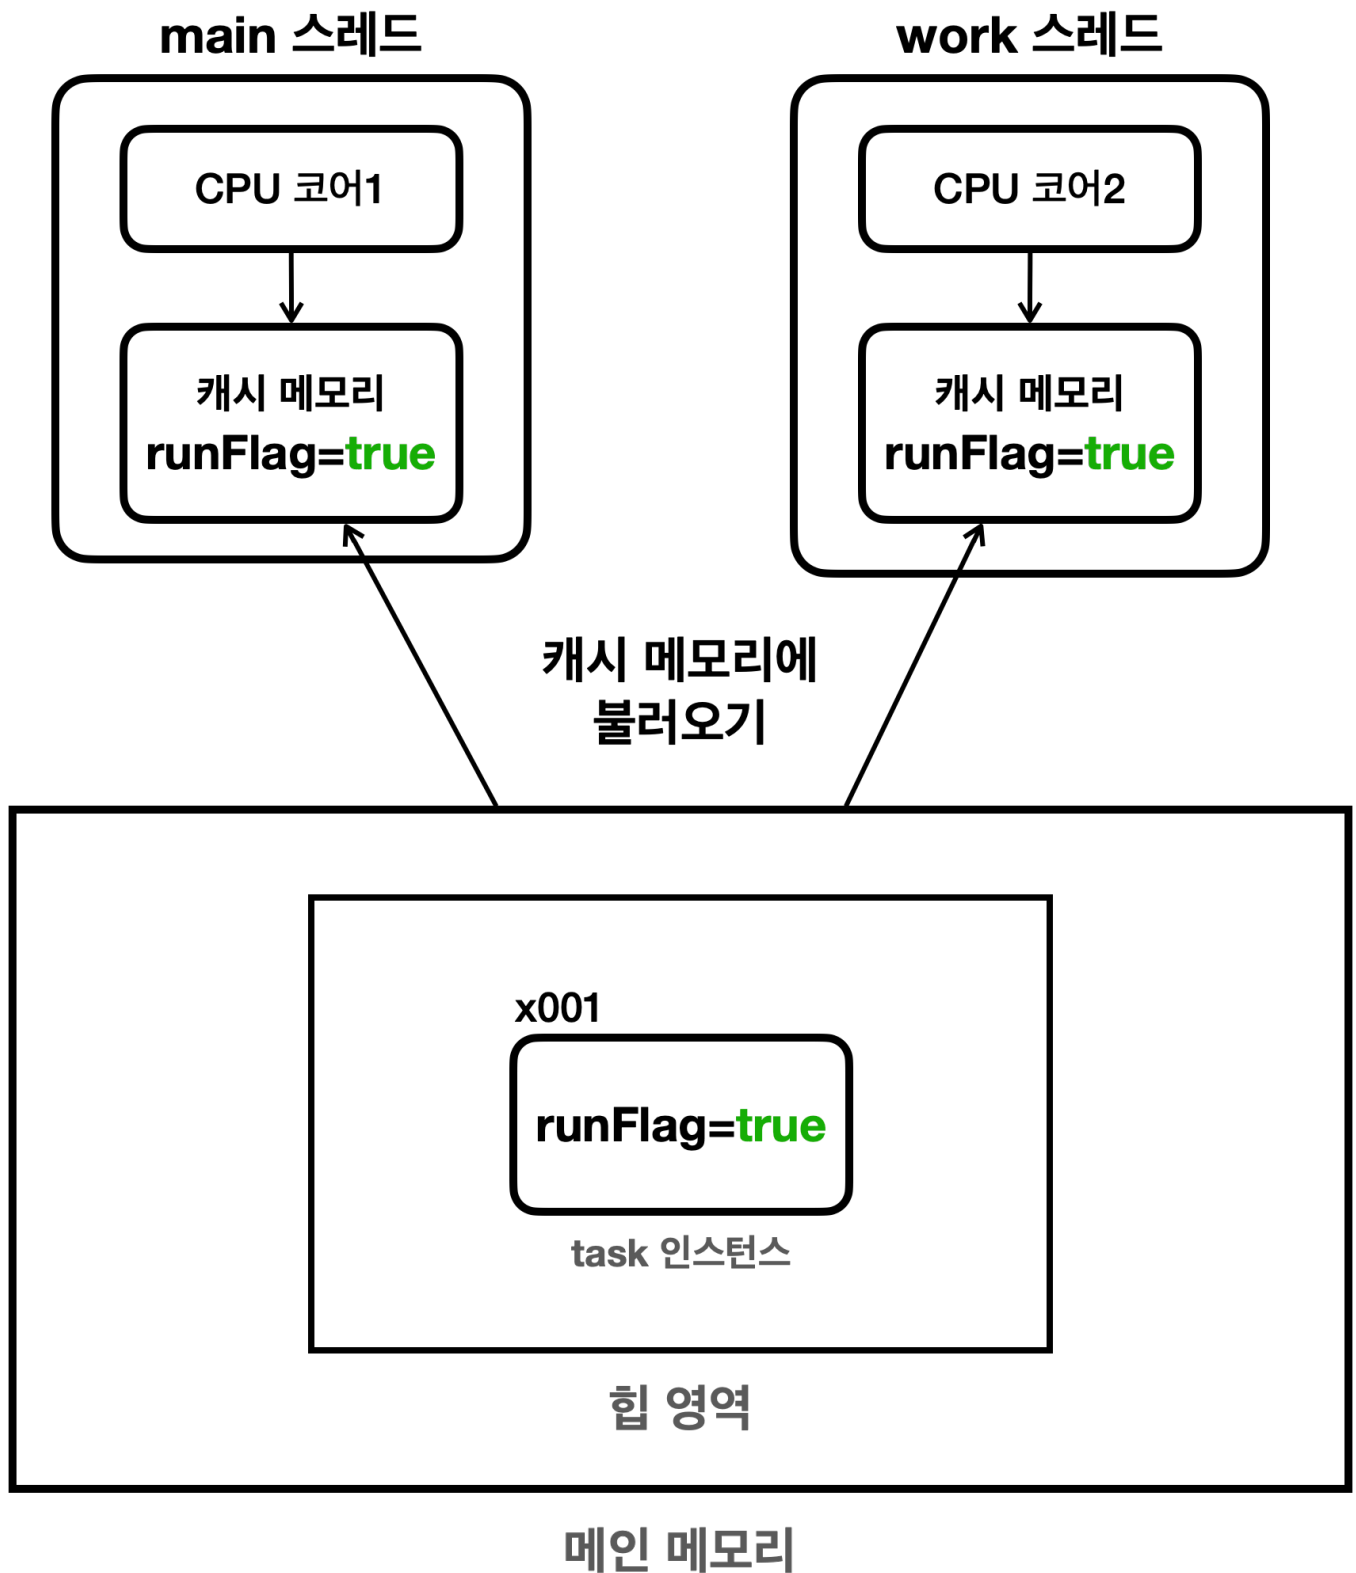 main 스레드
work 스레드
CPU 코어1
CPU 코어2
캐시 메모리
runFlag=true
캐시 메모리
runFlag=true
캐시 메모리에
불러오기
x001
runFlag=true
task 인스턴스
힙 영역
메인 메모리